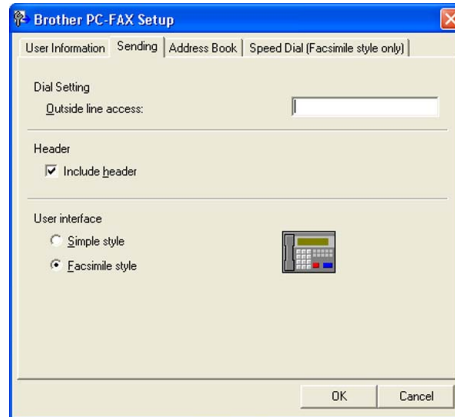 Brother PC-FAX Setup
User Information Sending Address Book Speed Dial (Facsimile style only)
Dial Setting
Outside line access:
Header
Include header
User interface
Simple style
Facsimile style
OK Cancel